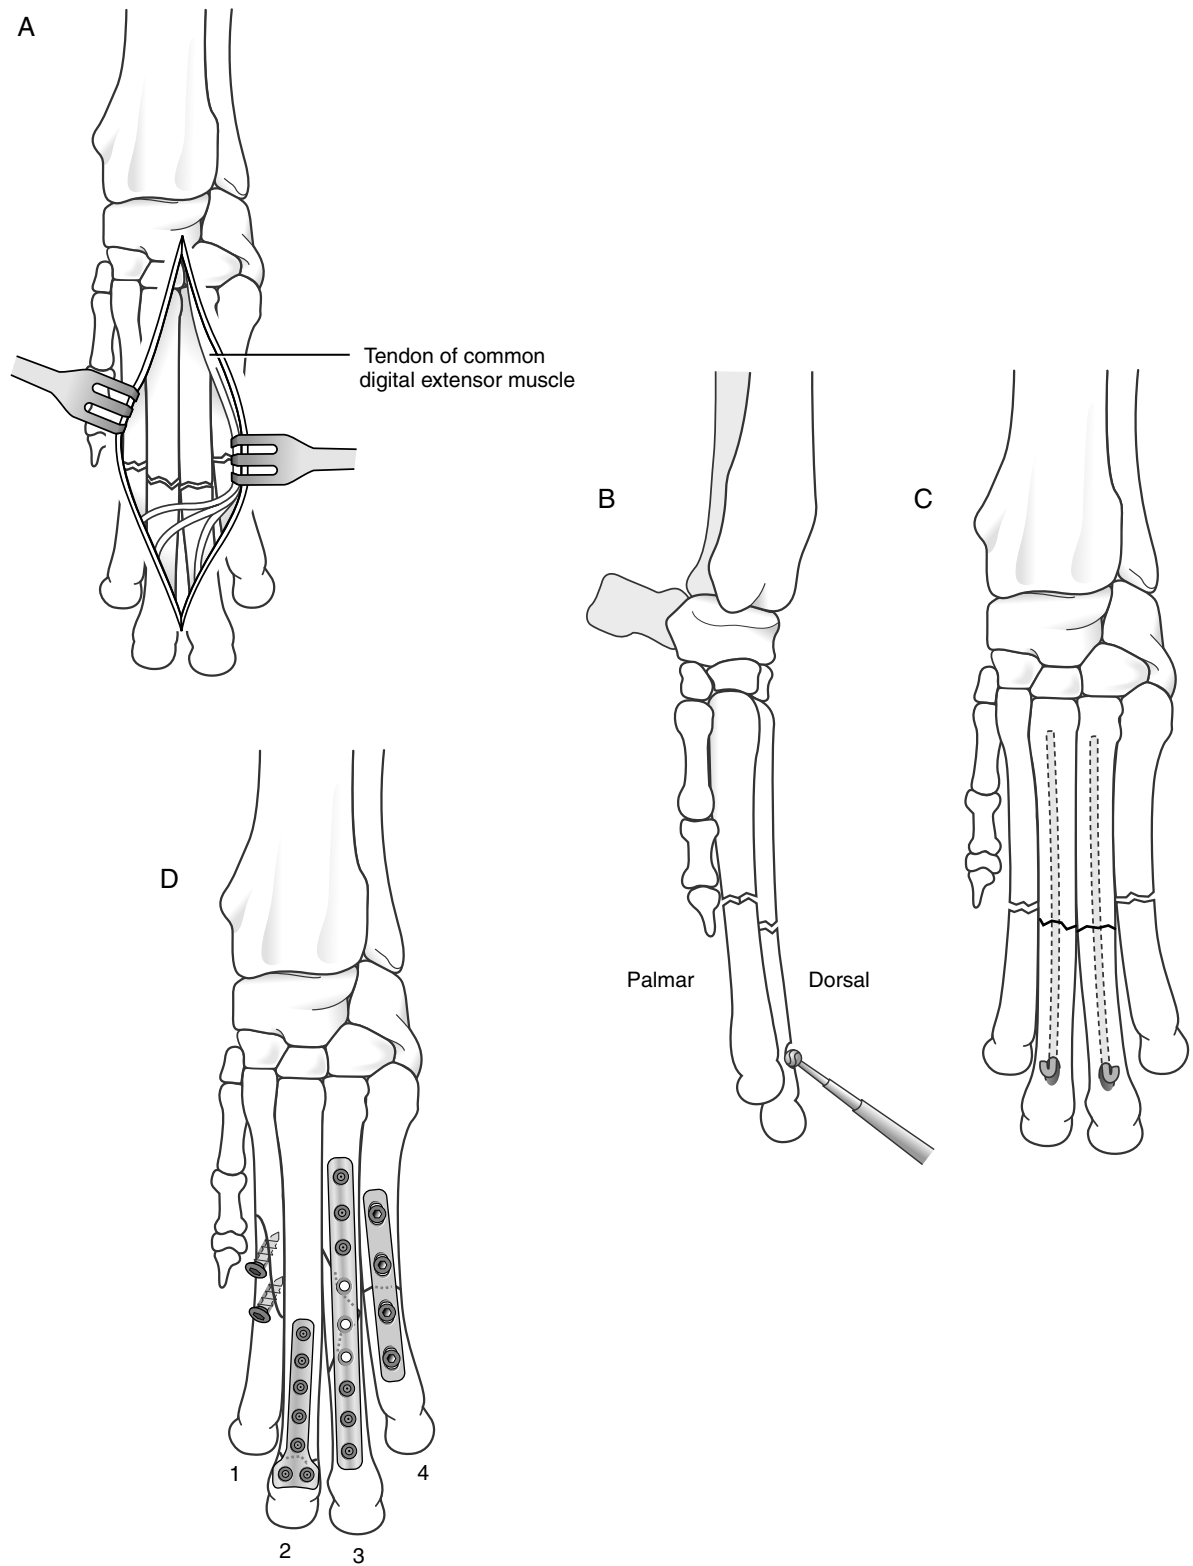 A
Tendon of common
digital extensor muscle
B
C
Palmar
Dorsal
D
1
2
3
4